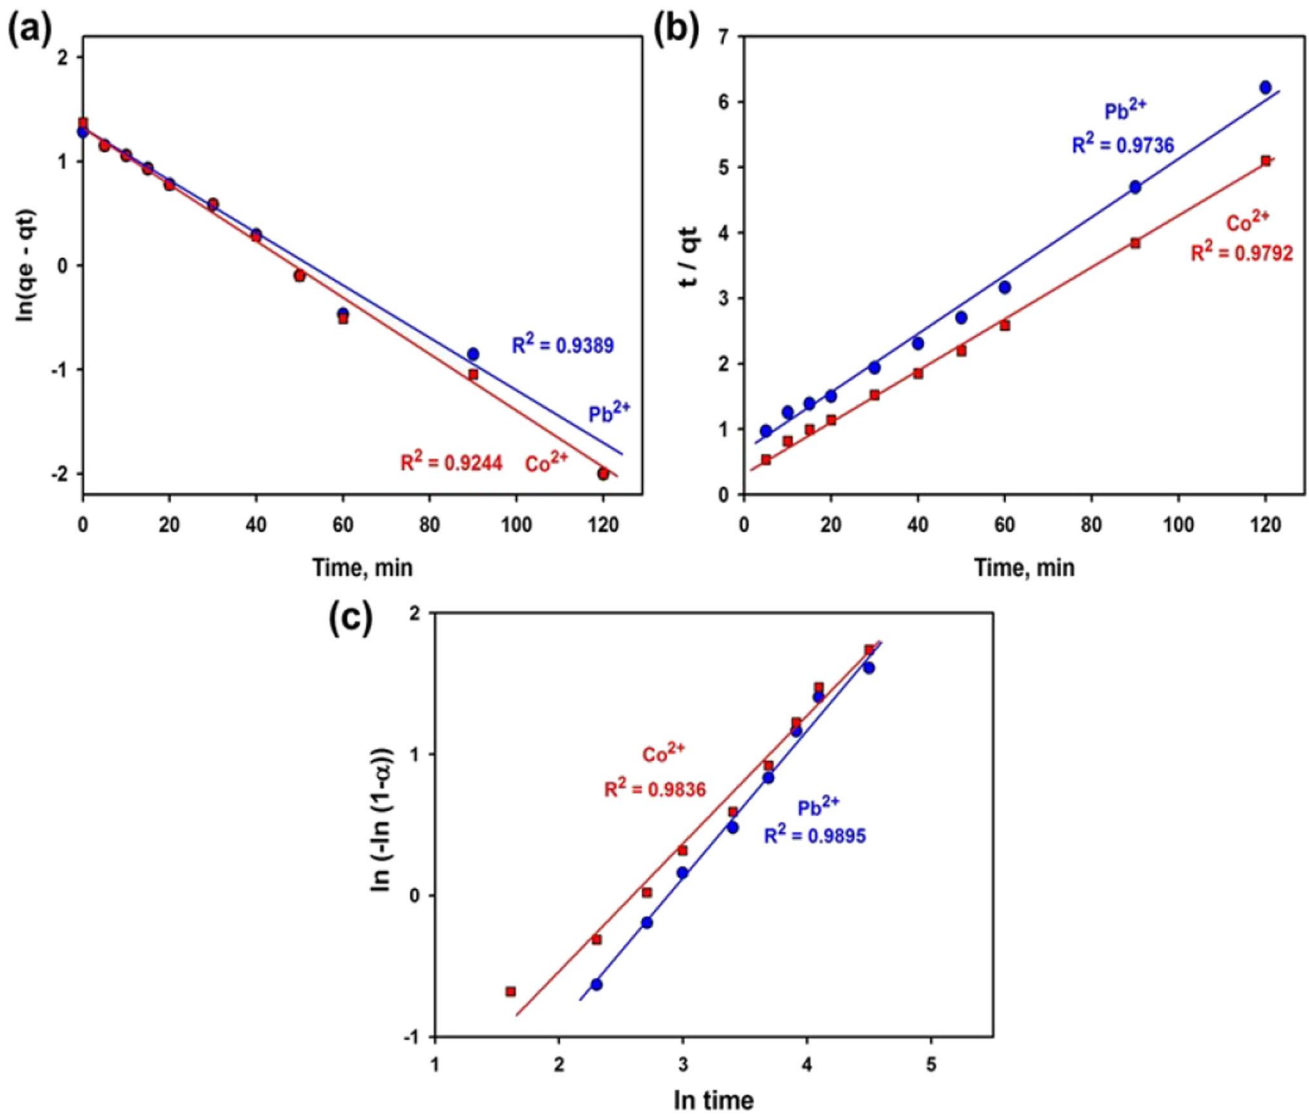 (a)
2
1
0
-1
-2
ln(qe - qt)
R² = 0.9389
Pb²⁺
R² = 0.9244 Co²⁺
0 20 40 60 80 100 120
Time, min
(b)
7
6
5
4
3
2
1
0
t / qt
Pb²⁺
R² = 0.9736
Co²⁺
R² = 0.9792
0 20 40 60 80 100 120
Time, min
(c)
2
1
0
-1
ln (-ln (1-α))
Co²⁺
R² = 0.9836
Pb²⁺
R² = 0.9895
1 2 3 4 5
ln time